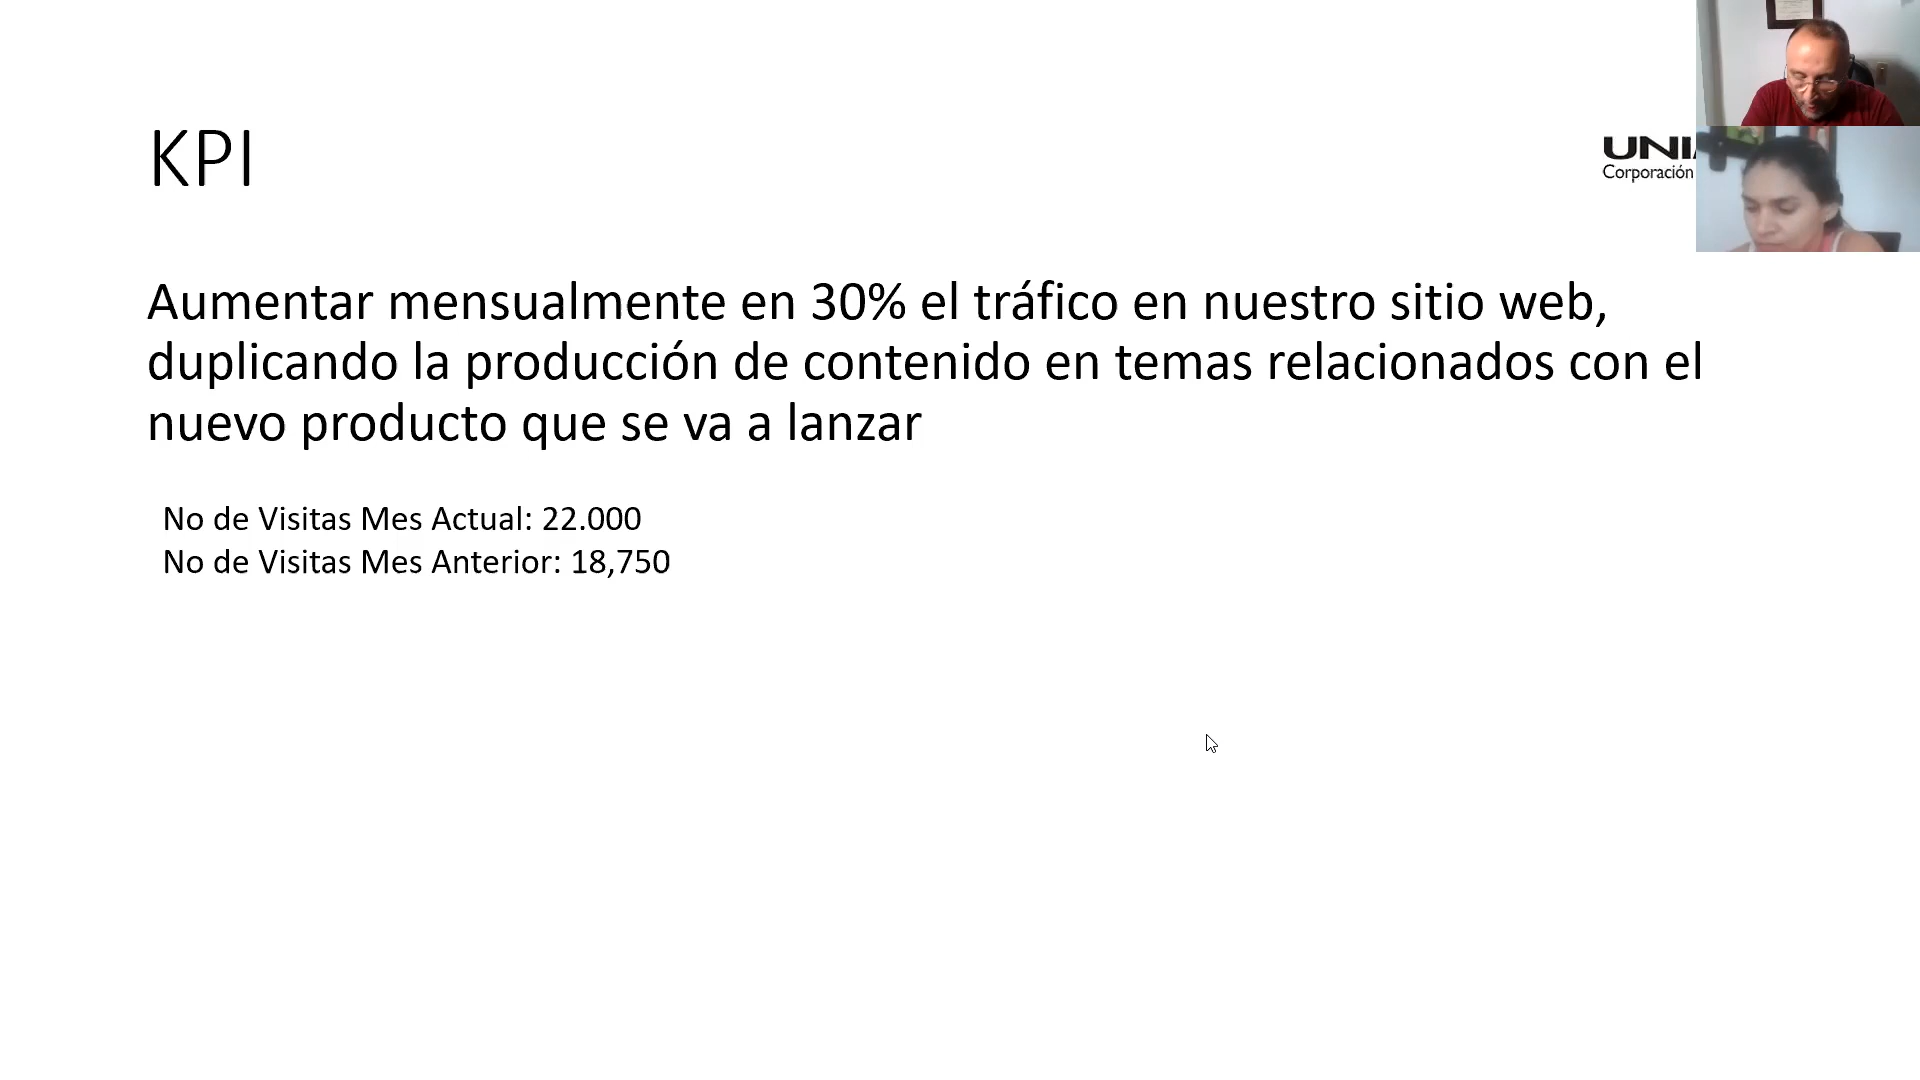 KPI
Corporación
Aumentar mensualmente en 30% el tráfico en nuestro sitio web,
duplicando la producción de contenido en temas relacionados con el
nuevo producto que se va a lanzar
No de Visitas Mes Actual: 22.000
No de Visitas Mes Anterior: 18,750